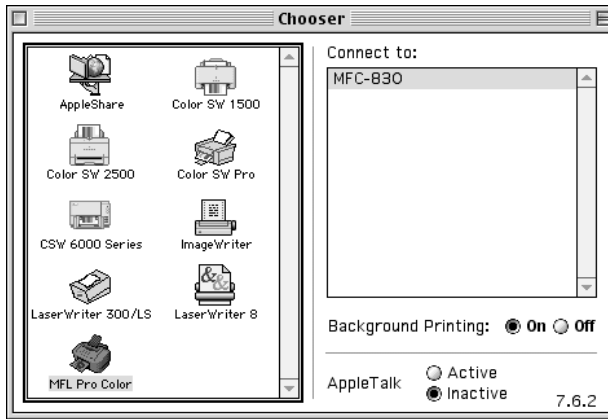 Chooser
AppleShare
Color SW 1500
Color SW 2500
Color SW Pro
CSW 6000 Series
ImageWriter
LaserWriter 300/LS
LaserWriter 8
MFL Pro Color
Connect to:
MFC-830
Background Printing: On Off
AppleTalk
Active
Inactive
7.6.2